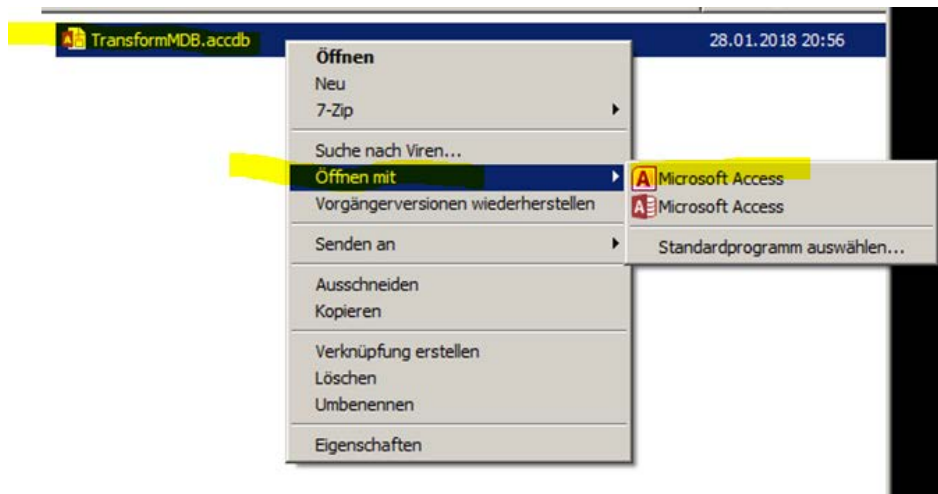 TransformMDB.accdb 28.01.2018 20:56
Öffnen
Neu
7-Zip
Suche nach Viren...
Öffnen mit
Microsoft Access
Microsoft Access
Standardprogramm auswählen...
Vorgängerversionen wiederherstellen
Senden an
Ausschneiden
Kopieren
Verknüpfung erstellen
Löschen
Umbenennen
Eigenschaften